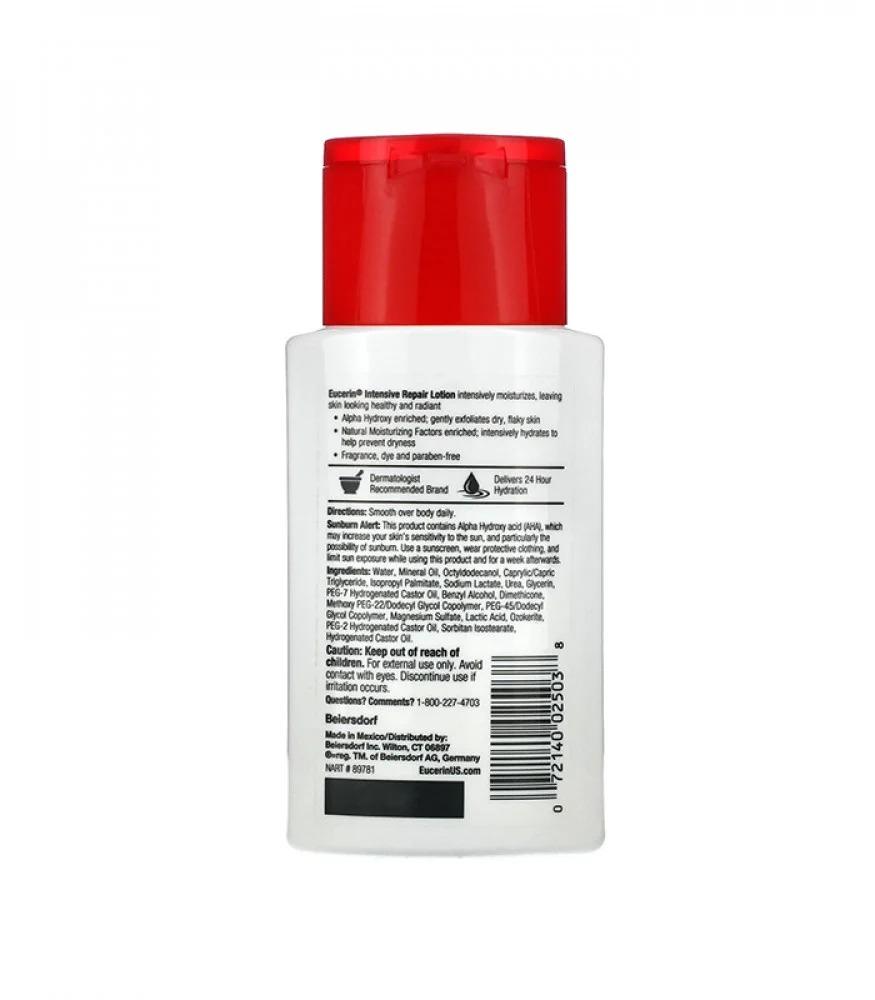 Eucerin® Intensive Repair Lotion intensively moisturizes, leaving
skin looking healthy and radiant
• Alpha Hydroxy enriched; gently exfoliates dry, flaky skin
• Natural Moisturizing Factors enriched; intensively hydrates to
help prevent dryness
• Fragrance, dye and paraben-free
Dermatologist
Recommended Brand
Delivers 24 Hour
Hydration
Directions: Smooth over body daily.
Sunburn Alert: This product contains Alpha Hydroxy acid (AHA), which
may increase your skin's sensitivity to the sun, and particularly the
possibility of sunburn. Use a sunscreen, wear protective clothing, and
limit sun exposure while using this product and for a week afterwards.
Ingredients: Water, Mineral Oil, Octyldodecanol, Caprylic/Capric
Triglyceride, Isopropyl Palmitate, Sodium Lactate, Urea, Glycerin,
PEG-7 Hydrogenated Castor Oil, Benzyl Alcohol, Dimethicone,
Methoxy PEG-22/Dodecyl Glycol Copolymer, PEG-45/Dodecyl
Glycol Copolymer, Magnesium Sulfate, Lactic Acid, Ozokerite,
PEG-2 Hydrogenated Castor Oil, Sorbitan Isostearate,
Hydrogenated Castor Oil.
Caution: Keep out of reach of
children. For external use only. Avoid
contact with eyes. Discontinue use if
irritation occurs.
Questions? Comments? 1-800-227-4703
Beiersdorf
Made in Mexico/Distributed by:
Beiersdorf Inc. Wilton, CT 06897
®=reg. TM. of Beiersdorf AG, Germany
NART # 89781 EucerinUS.com
0 72140 02503 8